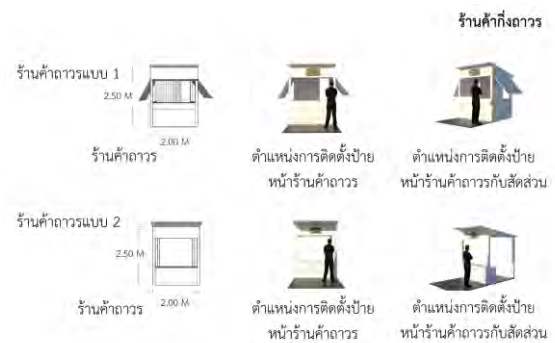 ร้านค้ากึ่งถาวร
ร้านค้าถาวรแบบ 1
2.50 M
2.00 M
ร้านค้าถาวร
ตำแหน่งการติดตั้งป้าย
หน้าร้านค้าถาวร
ตำแหน่งการติดตั้งป้าย
หน้าร้านค้าถาวรกับสัดส่วน
ร้านค้าถาวรแบบ 2
2.50 M
2.00 M
ร้านค้าถาวร
ตำแหน่งการติดตั้งป้าย
หน้าร้านค้าถาวร
ตำแหน่งการติดตั้งป้าย
หน้าร้านค้าถาวรกับสัดส่วน